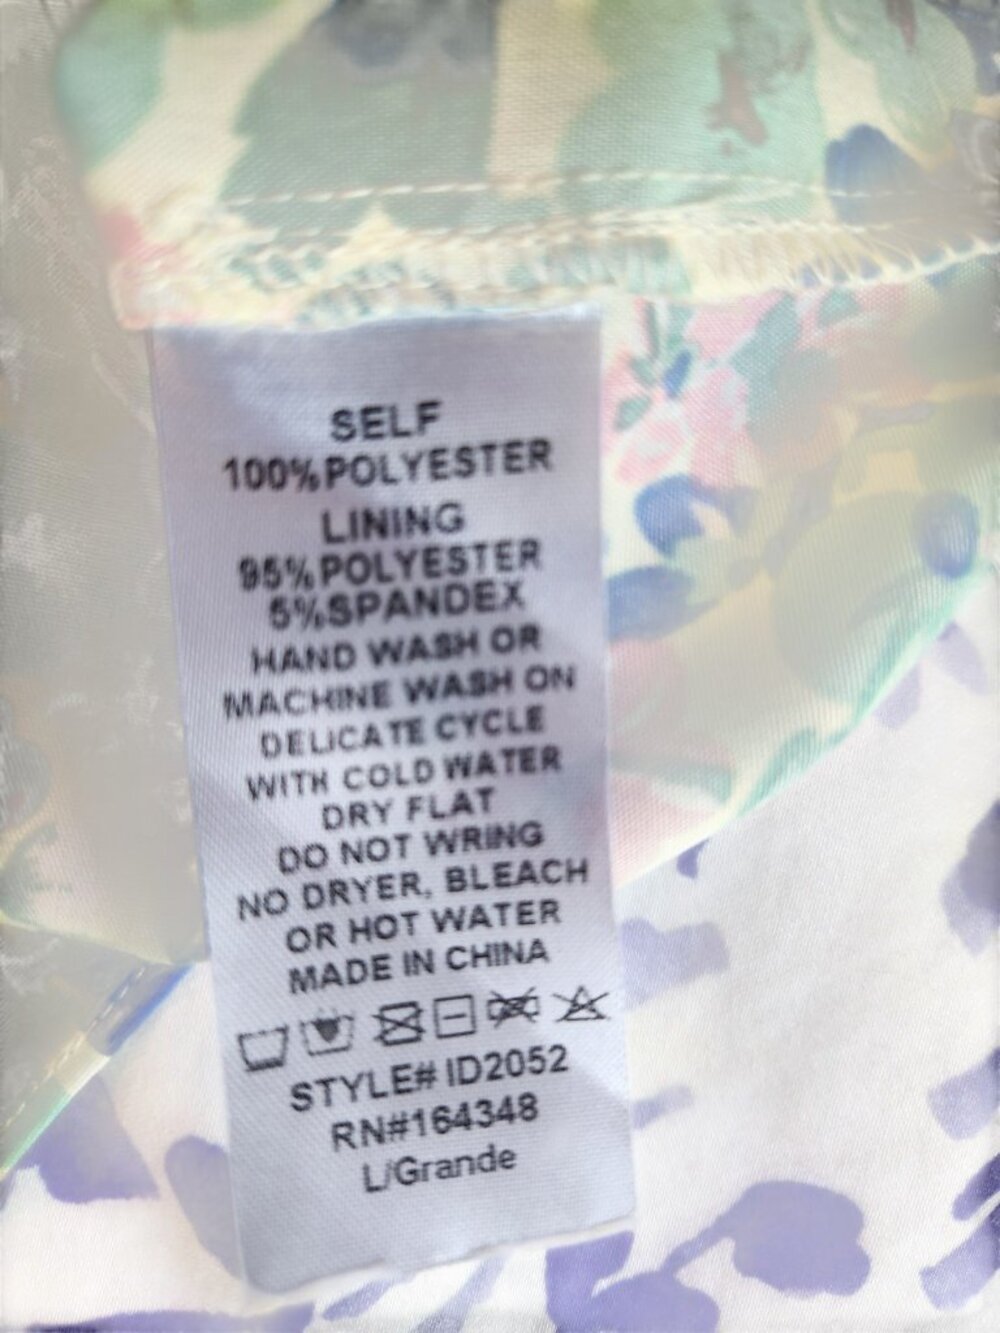 SELF
100%POLYESTER
LINING
95%POLYESTER
5%SPANDEX
HAND WASH OR
MACHINE WASH ON
DELICATE CYCLE
WITH COLD WATER
DRY FLAT
DO NOT WRING
NO DRYER, BLEACH
OR HOT WATER
MADE IN CHINA
STYLE# ID2052
RN#164348
L/Grande